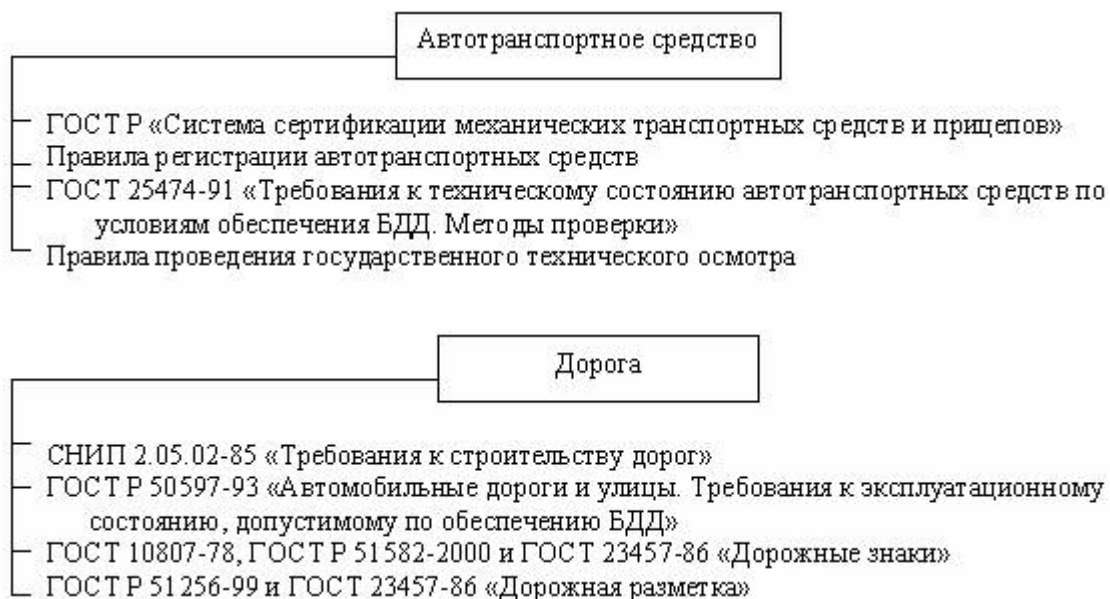 Автотранспортное средство
ГОСТ Р «Система сертификации механических транспортных средств и прицепов»
Правила регистрации автотранспортных средств
ГОСТ 25474-91 «Требования к техническому состоянию автотранспортных средств по
условиям обеспечения БДД. Методы проверки»
Правила проведения государственного технического осмотра
Дорога
СНИП 2.05.02-85 «Требования к строительству дорог»
ГОСТ Р 50597-93 «Автомобильные дороги и улицы. Требования к эксплуатационному
состоянию, допустимому по обеспечению БДД»
ГОСТ 10807-78, ГОСТ Р 51582-2000 и ГОСТ 23457-86 «Дорожные знаки»
ГОСТ Р 51256-99 и ГОСТ 23457-86 «Дорожная разметка»